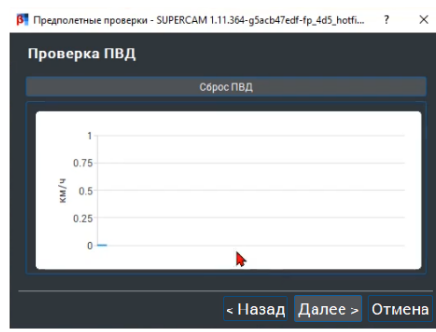 Предполетные проверки - SUPERCAM 1.11.364-g5acb47edf-fp_4d5_hotfi...
Проверка ПВД
Сброс ПВД
1
0.75
0.5
0.25
0
км/ч
< Назад Далее > Отмена